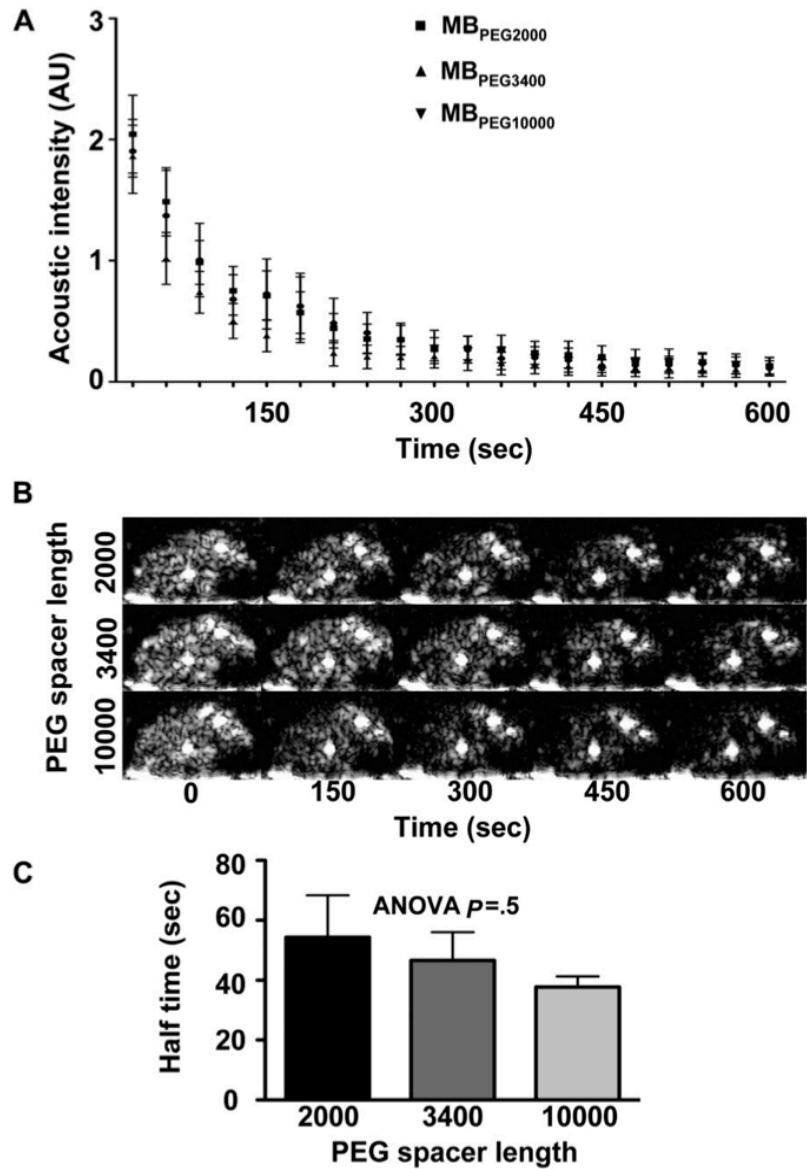 A
3
2
1
0
Acoustic intensity (AU)
MBPEG2000
MBPEG3400
MBPEG10000
150 300 450 600
Time (sec)
B
PEG spacer length
2000
3400
10000
0 150 300 450 600
Time (sec)
C
80
60
40
20
0
Half time (sec)
ANOVA p=.5
2000 3400 10000
PEG spacer length